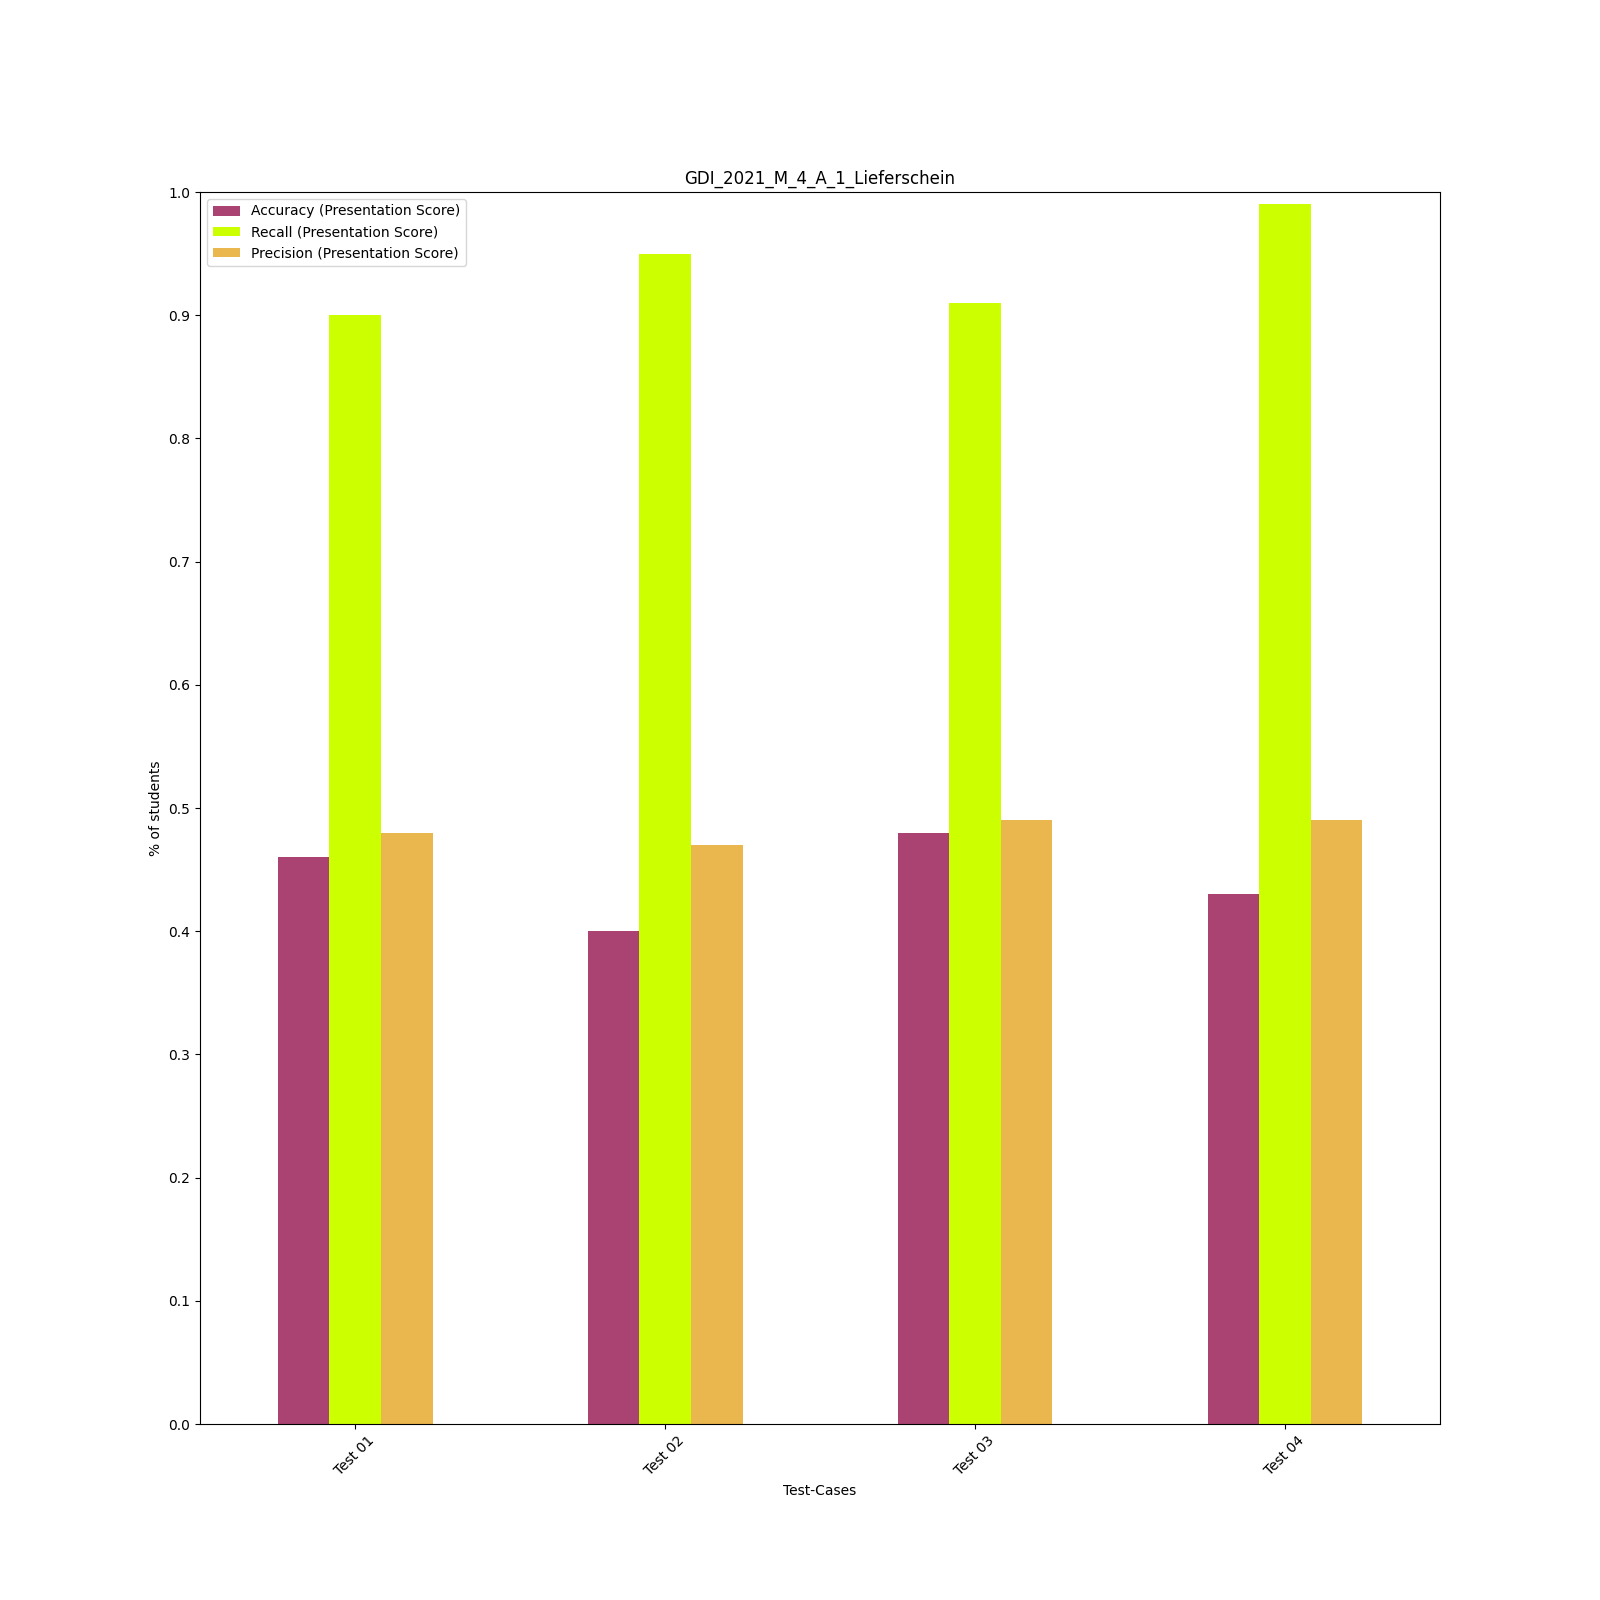 GDI_2021_M_4_A_1_Lieferschein
Accuracy (Presentation Score)
Recall (Presentation Score)
Precision (Presentation Score)
1.0
0.9
0.8
0.7
0.6
0.5
0.4
0.3
0.2
0.1
0.0
% of students
Test 01
Test 02
Test 03
Test 04
Test-Cases